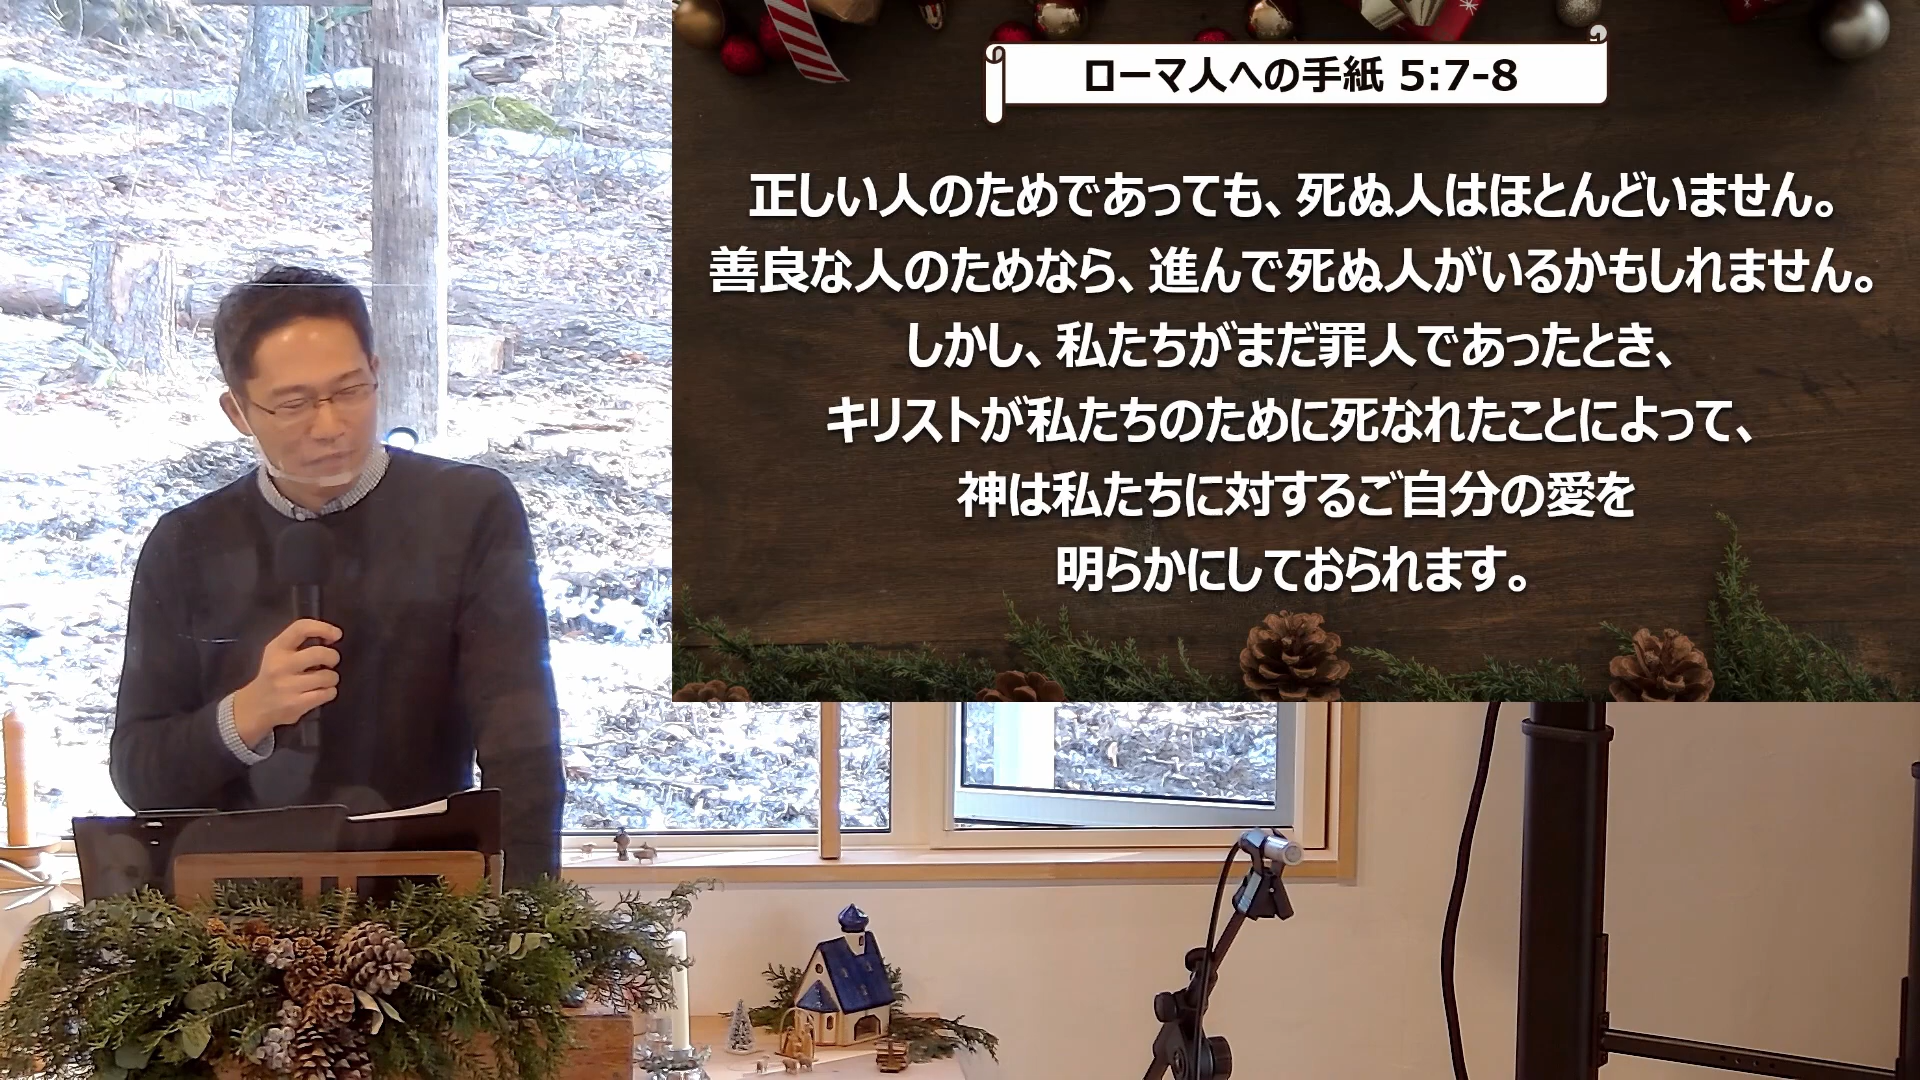 ローマ人への手紙 5:7-8
正しい人のためであっても、死ぬ人はほとんどいません。
善良な人のためなら、進んで死ぬ人がいるかもしれません。
しかし、私たちがまだ罪人であったとき、
キリストが私たちのために死なれたことによって、
神は私たちに対するご自分の愛を
明らかにしておられます。